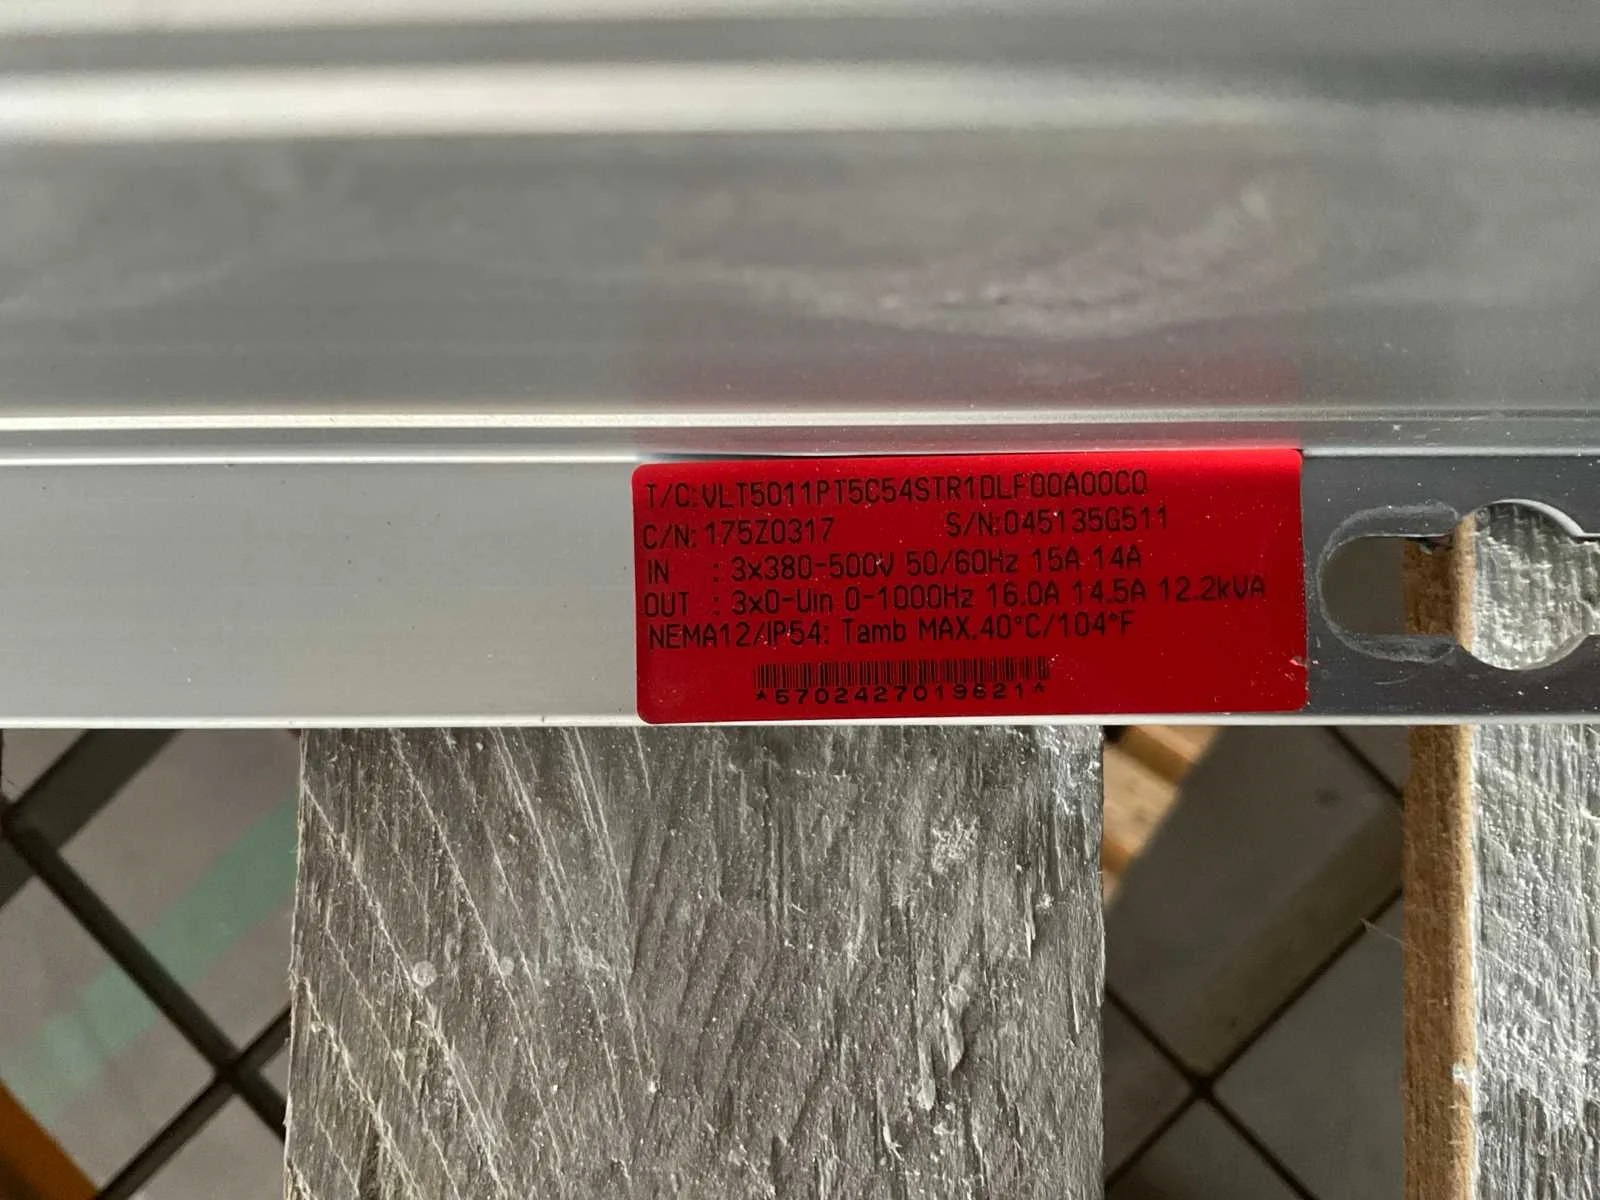 T/C:VLT5011PT5C54STR1DLF00A00C0
C/N: 175Z0317 S/N:045135G511
IN : 3x380-500V 50/60Hz 15A 14A
OUT : 3x0-Uin 0-1000Hz 16.0A 14.5A 12.2kVA
NEMA12/IP54: Tamb MAX.40°C/104°F
*5702427019621*